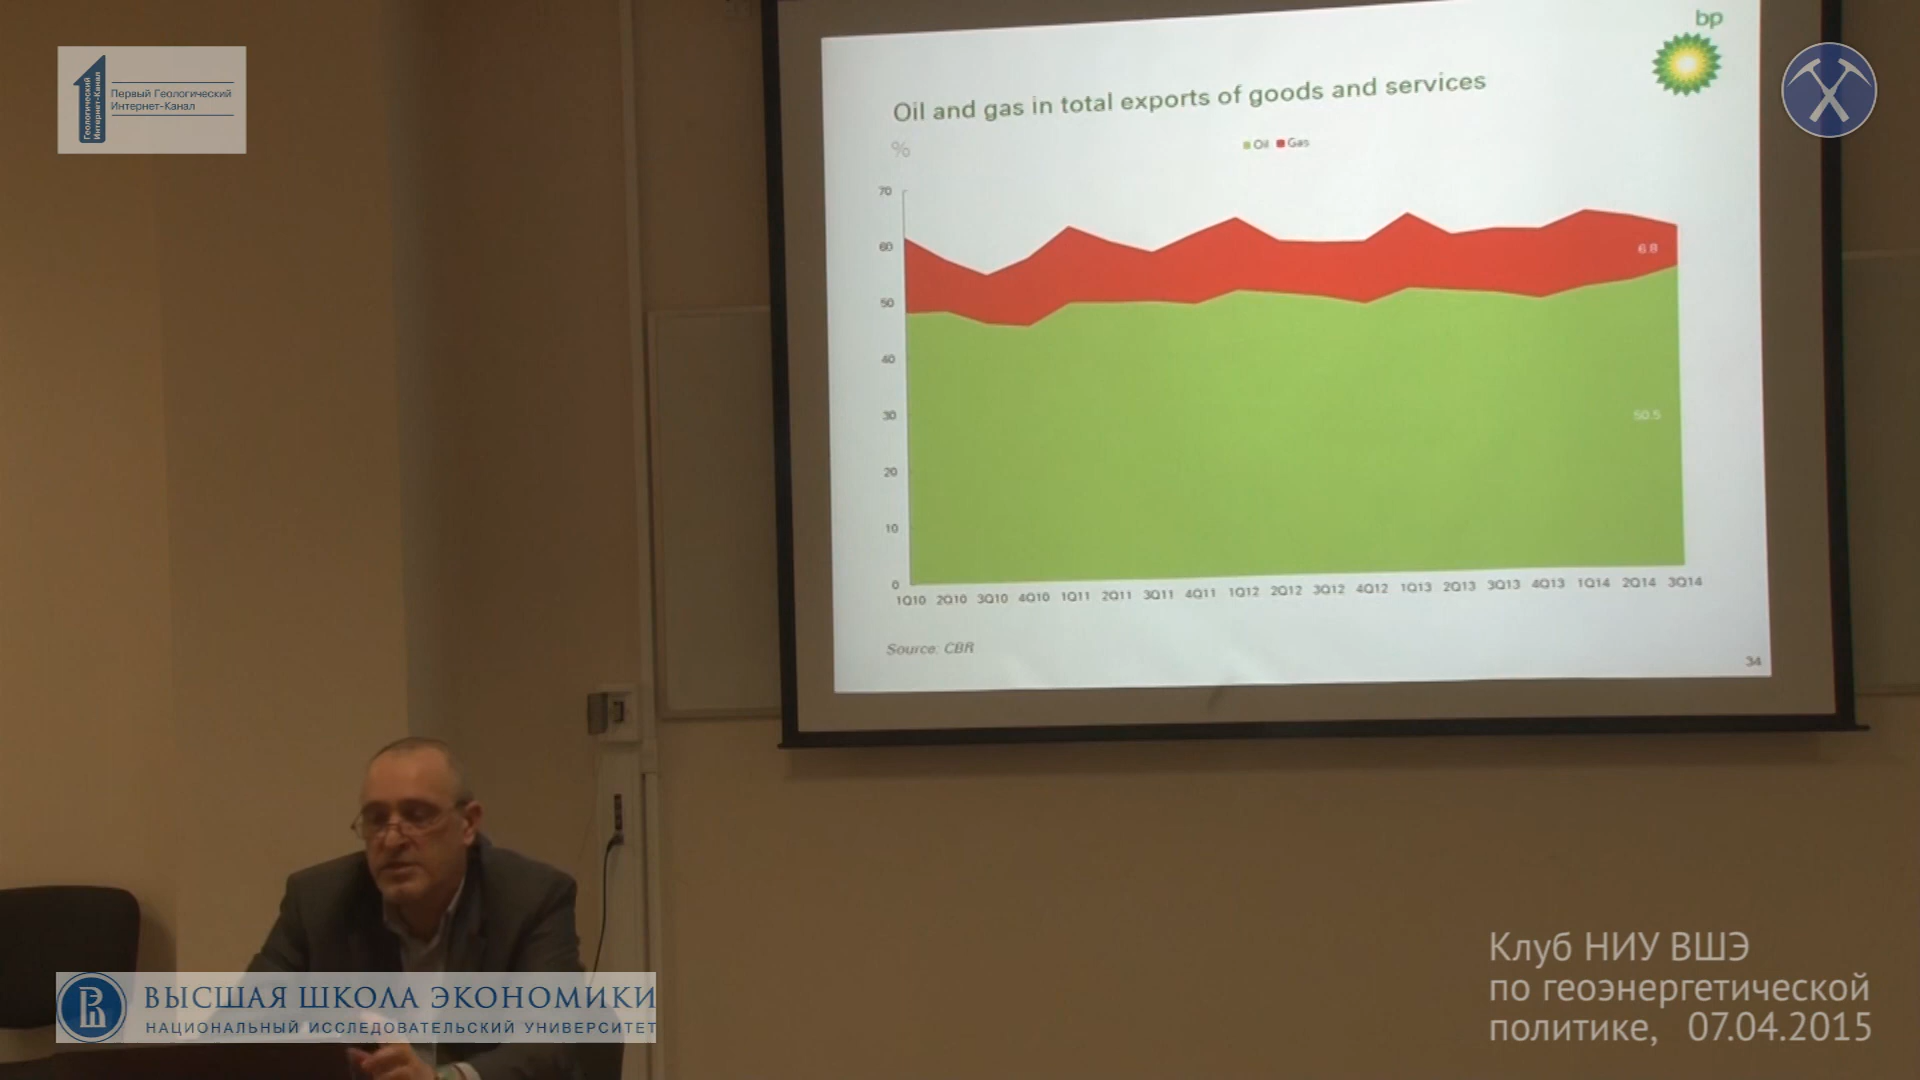 Геологический
Интернет-Канал
Первый Геологический
Интернет-Канал
bp
Oil and gas in total exports of goods and services
%
Oil Gas
70
60
50
40
30
20
10
0
6.8
50.5
1Q10 2Q10 3Q10 4Q10 1Q11 2Q11 3Q11 4Q11 1Q12 2Q12 3Q12 4Q12 1Q13 2Q13 3Q13 4Q13 1Q14 2Q14 3Q14
Source: CBR
34
ВЫСШАЯ ШКОЛА ЭКОНОМИКИ
НАЦИОНАЛЬНЫЙ ИССЛЕДОВАТЕЛЬСКИЙ УНИВЕРСИТЕТ
Клуб НИУ ВШЭ
по геоэнергетической
политике, 07.04.2015